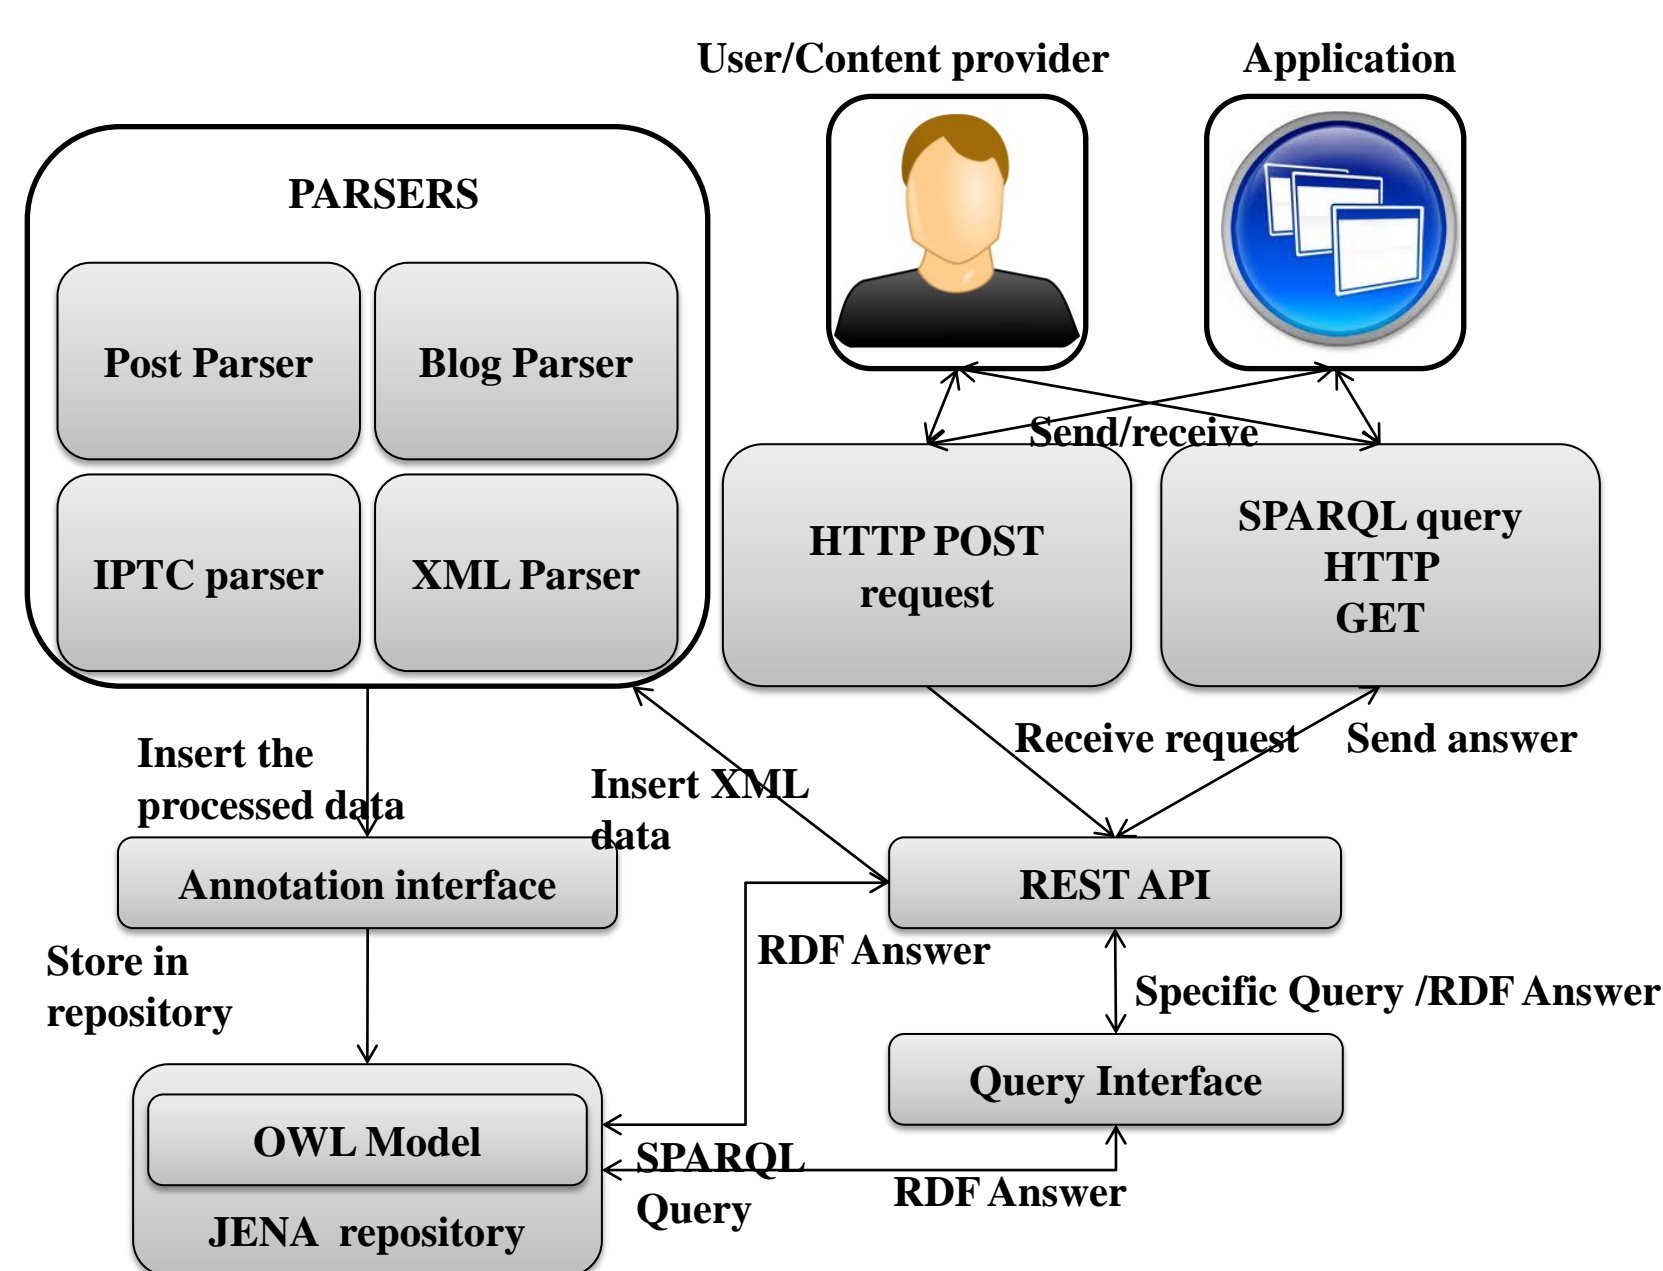 User/Content provider
Application
PARSERS
Post Parser
Blog Parser
IPTC parser
XML Parser
Send/receive
HTTP POST
request
SPARQL query
HTTP
GET
Insert the
processed data
Insert XML
data
Receive request
Send answer
Annotation interface
REST API
Store in
repository
RDF Answer
Specific Query /RDF Answer
Query Interface
OWL Model
JENA repository
SPARQL
Query
RDF Answer